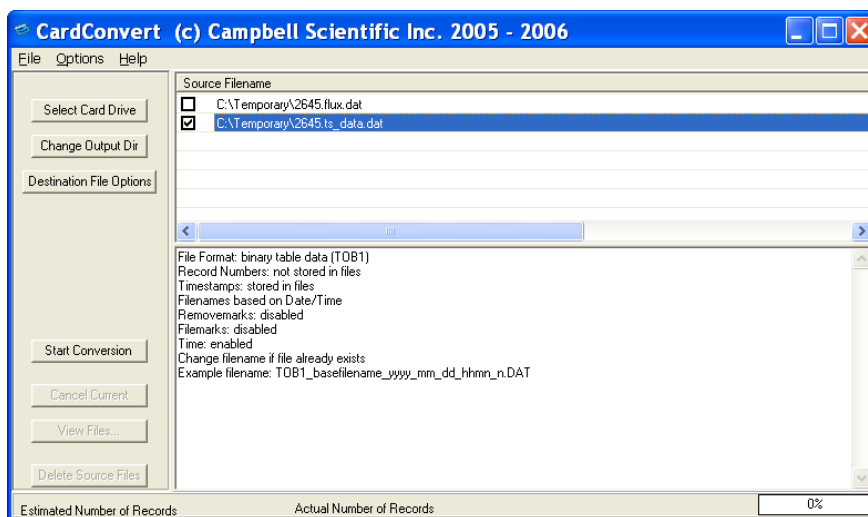 CardConvert (c) Campbell Scientific Inc. 2005 - 2006
File Options Help
Source Filename
Select Card Drive
C:\Temporary\2645.flux.dat
C:\Temporary\2645.ts_data.dat
Change Output Dir
Destination File Options
File Format: binary table data (TOB1)
Record Numbers: not stored in files
Timestamps: stored in files
Filenames based on Date/Time
Removemarks: disabled
Filemarks: disabled
Time: enabled
Change filename if file already exists
Example filename: TOB1_basefilename_yyyy_mm_dd_hhmn_n.DAT
Start Conversion
Cancel Current
View Files...
Delete Source Files
Estimated Number of Records
Actual Number of Records
0%